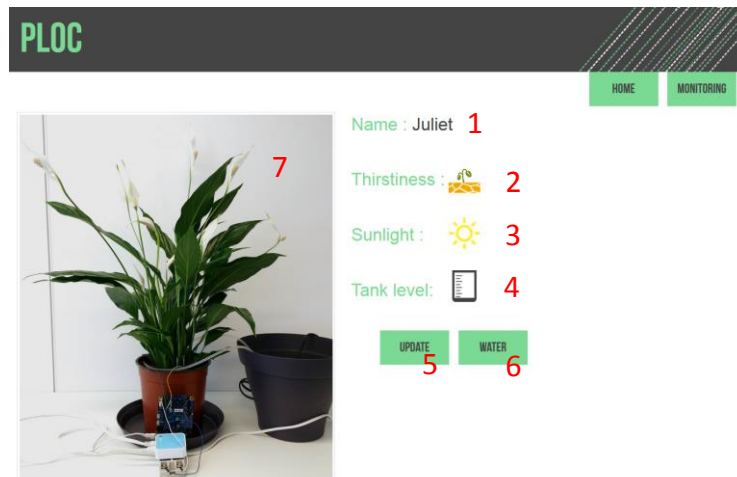 PLOC
HOME MONITORING
Name : Juliet 1
7
Thirstiness : 2
Sunlight : 3
Tank level: 4
UPDATE WATER
5 6